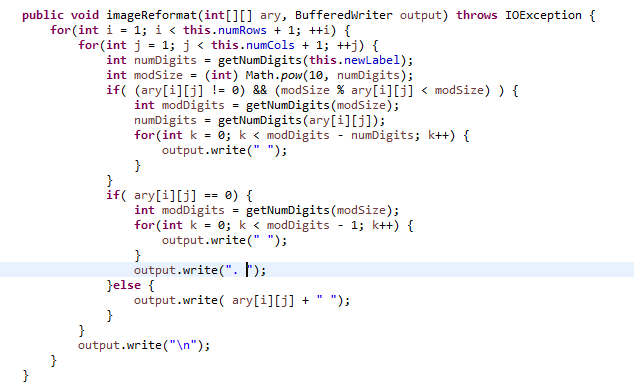 public void imageReformat(int[][] ary, BufferedWriter output) throws IOException {
    for(int i = 1; i < this.numRows + 1; ++i) {
        for(int j = 1; j < this.numCols + 1; ++j) {
            int numDigits = getNumDigits(this.newLabel);
            int modSize = (int) Math.pow(10, numDigits);
            if( (ary[i][j] != 0) && (modSize % ary[i][j] < modSize) ) {
                int modDigits = getNumDigits(modSize);
                numDigits = getNumDigits(ary[i][j]);
                for(int k = 0; k < modDigits - numDigits; k++) {
                    output.write(" ");
                }
            }
            if( ary[i][j] == 0) {
                int modDigits = getNumDigits(modSize);
                for(int k = 0; k < modDigits - 1; k++) {
                    output.write(" ");
                }
                output.write(". ");
            }else {
                output.write( ary[i][j] + " ");
            }
        }
        output.write("\n");
    }
}